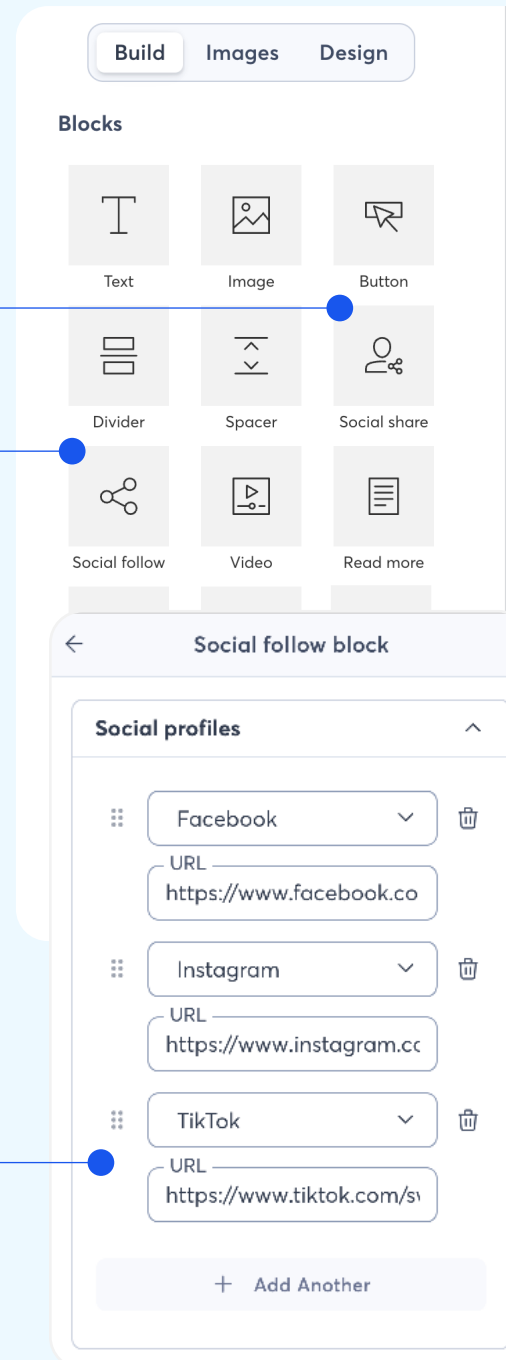 Build Images Design
Blocks
Text Image Button
Divider Spacer Social share
Social follow Video Read more
Social follow block
Social profiles
Facebook
URL
https://www.facebook.co
Instagram
URL
https://www.instagram.cc
TikTok
URL
https://www.tiktok.com/sv
+ Add Another